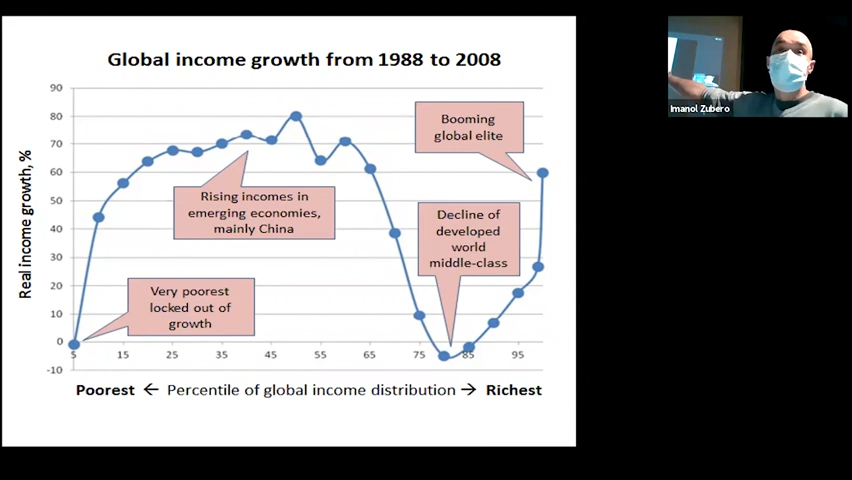 Global income growth from 1988 to 2008
Real income growth, %
90
80
70
60
50
40
30
20
10
0
-10
5
15
25
35
45
55
65
75
85
95
Very poorest
locked out of
growth
Rising incomes in
emerging economies,
mainly China
Decline of
developed
world
middle-class
Booming
global elite
Poorest ← Percentile of global income distribution → Richest
Imanol Zubero